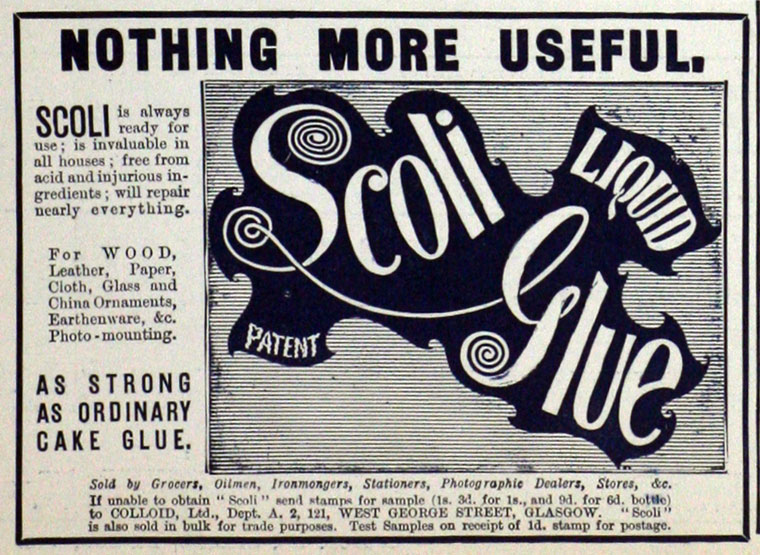 NOTHING MORE USEFUL.
SCOLI is always
ready for
use; is invaluable in
all houses; free from
acid and injurious in-
gredients; will repair
nearly everything.
For WOOD,
Leather, Paper,
Cloth, Glass and
China Ornaments,
Earthenware, &c.
Photo-mounting.
AS STRONG
AS ORDINARY
CAKE GLUE.
Scoli
LIQUID
Glue
PATENT
Sold by Grocers, Oilmen, Ironmongers, Stationers, Photographic Dealers, Stores, &c.
If unable to obtain "Scoli" send stamps for sample (1s. 3d. for 1s., and 9d. for 6d. bottle)
to COLLOID, Ltd., Dept. A. 2, 121, WEST GEORGE STREET, GLASGOW. "Scoli"
is also sold in bulk for trade purposes. Test Samples on receipt of 1d. stamp for postage.